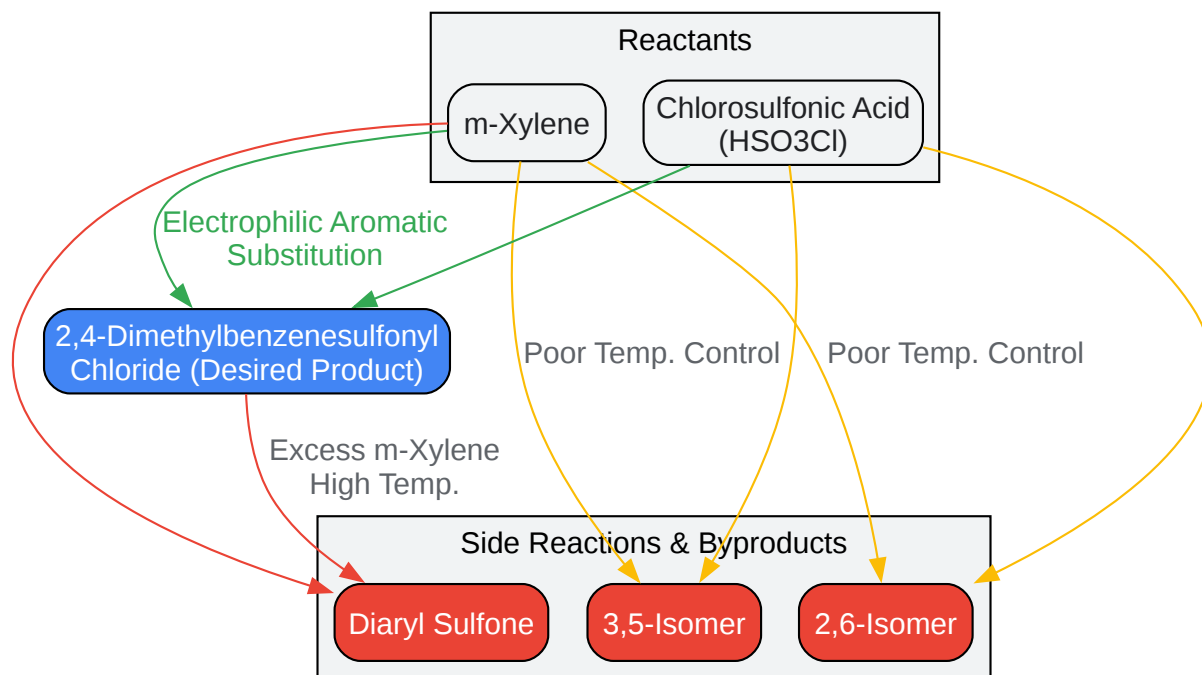 Reactants
m-Xylene
Chlorosulfonic Acid
(HSO3Cl)
Electrophilic Aromatic
Substitution
2,4-Dimethylbenzenesulfonyl
Chloride (Desired Product)
Poor Temp. Control
Poor Temp. Control
Excess m-Xylene
High Temp.
Side Reactions & Byproducts
Diaryl Sulfone
3,5-Isomer
2,6-Isomer